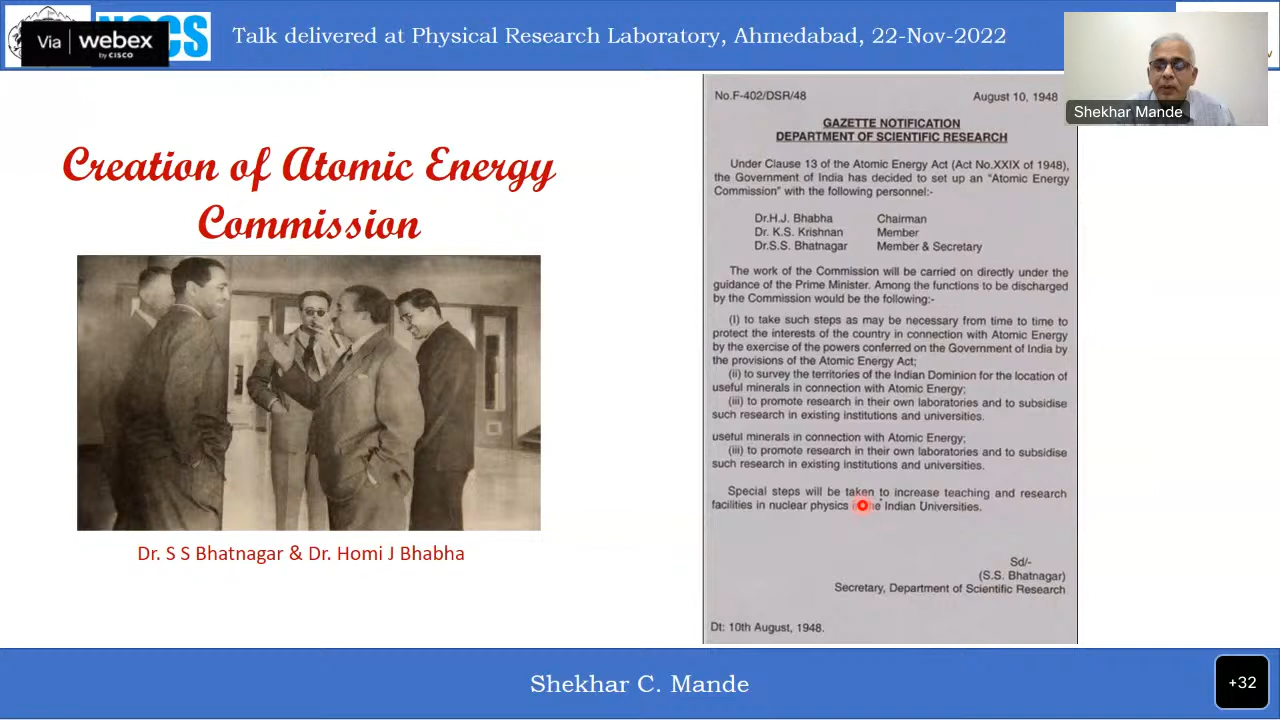 Via webex
by CISCO
CS
Talk delivered at Physical Research Laboratory, Ahmedabad, 22-Nov-2022
Shekhar Mande
Creation of Atomic Energy
Commission
Dr. S S Bhatnagar & Dr. Homi J Bhabha
No.F-402/DSR/48 August 10, 1948
GAZETTE NOTIFICATION
DEPARTMENT OF SCIENTIFIC RESEARCH
Under Clause 13 of the Atomic Energy Act (Act No.XXIX of 1948),
the Government of India has decided to set up an "Atomic Energy
Commission" with the following personnel:-
Dr.H.J. Bhabha Chairman
Dr. K.S. Krishnan Member
Dr.S.S. Bhatnagar Member & Secretary
The work of the Commission will be carried on directly under the
guidance of the Prime Minister. Among the functions to be discharged
by the Commission would be the following:-
(I) to take such steps as may be necessary from time to time to
protect the interests of the country in connection with Atomic Energy
by the exercise of the powers conferred on the Government of India by
the provisions of the Atomic Energy Act;
(ii) to survey the territories of the Indian Dominion for the location of
useful minerals in connection with Atomic Energy;
(iii) to promote research in their own laboratories and to subsidise
such research in existing institutions and universities.
useful minerals in connection with Atomic Energy;
(iii) to promote research in their own laboratories and to subsidise
such research in existing institutions and universities.
Special steps will be taken to increase teaching and research
facilities in nuclear physics Indian Universities.
Sd/-
(S.S. Bhatnagar)
Secretary, Department of Scientific Research
Dt: 10th August, 1948.
Shekhar C. Mande
+32